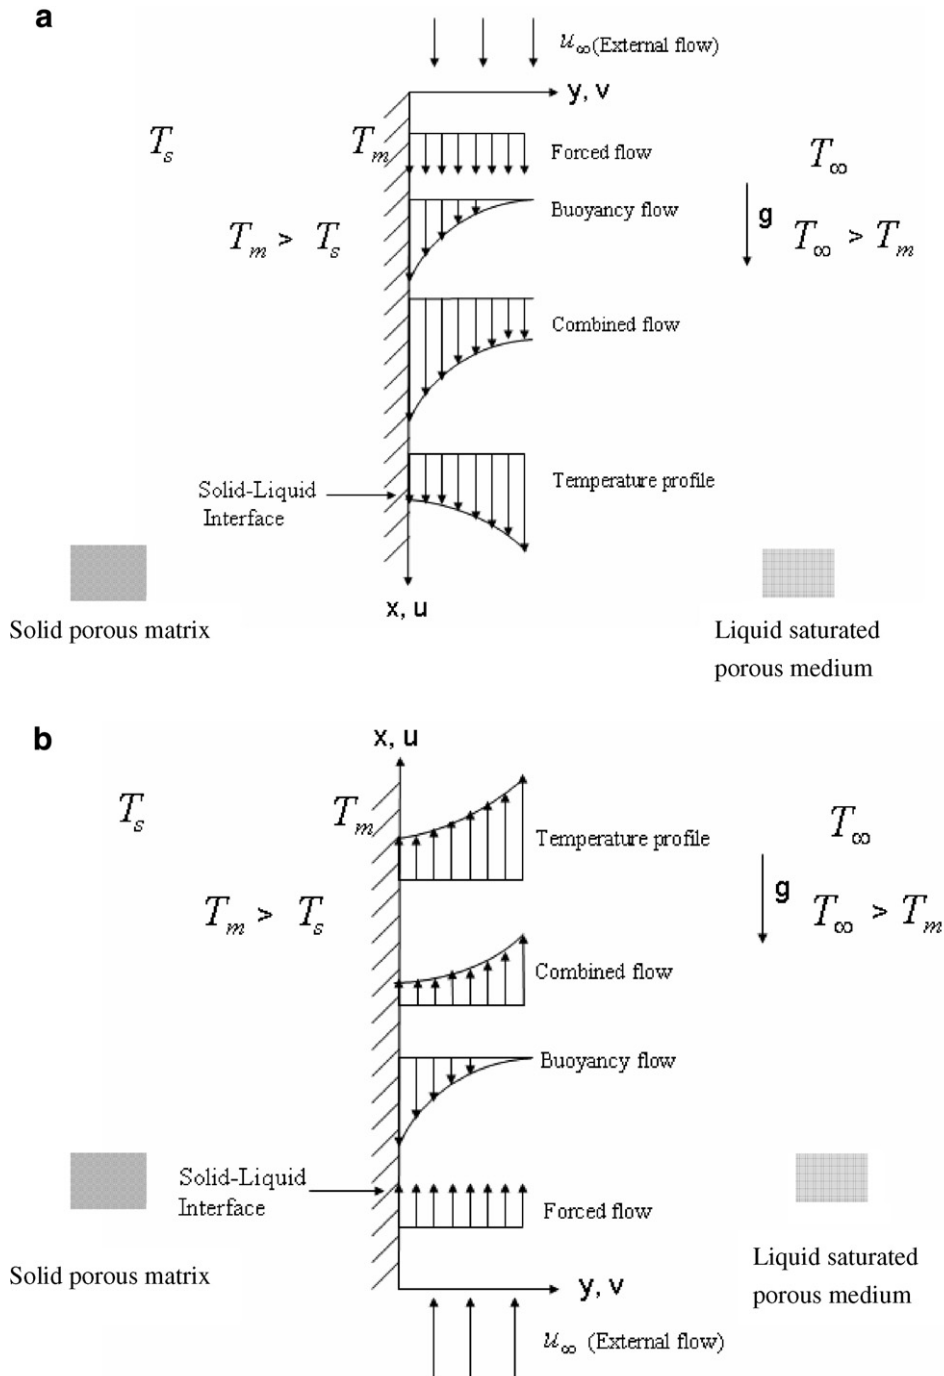 a
u∞(External flow)
y, v
Ts
Tm
Forced flow
T∞
Buoyancy flow
g
Tm > Ts
T∞ > Tm
Combined flow
Temperature profile
Solid-Liquid
Interface
x, u
Solid porous matrix
Liquid saturated
porous medium
b
x, u
Ts
Tm
T∞
Temperature profile
g
Tm > Ts
T∞ > Tm
Combined flow
Buoyancy flow
Solid-Liquid
Interface
Forced flow
Solid porous matrix
Liquid saturated
porous medium
y, v
u∞ (External flow)